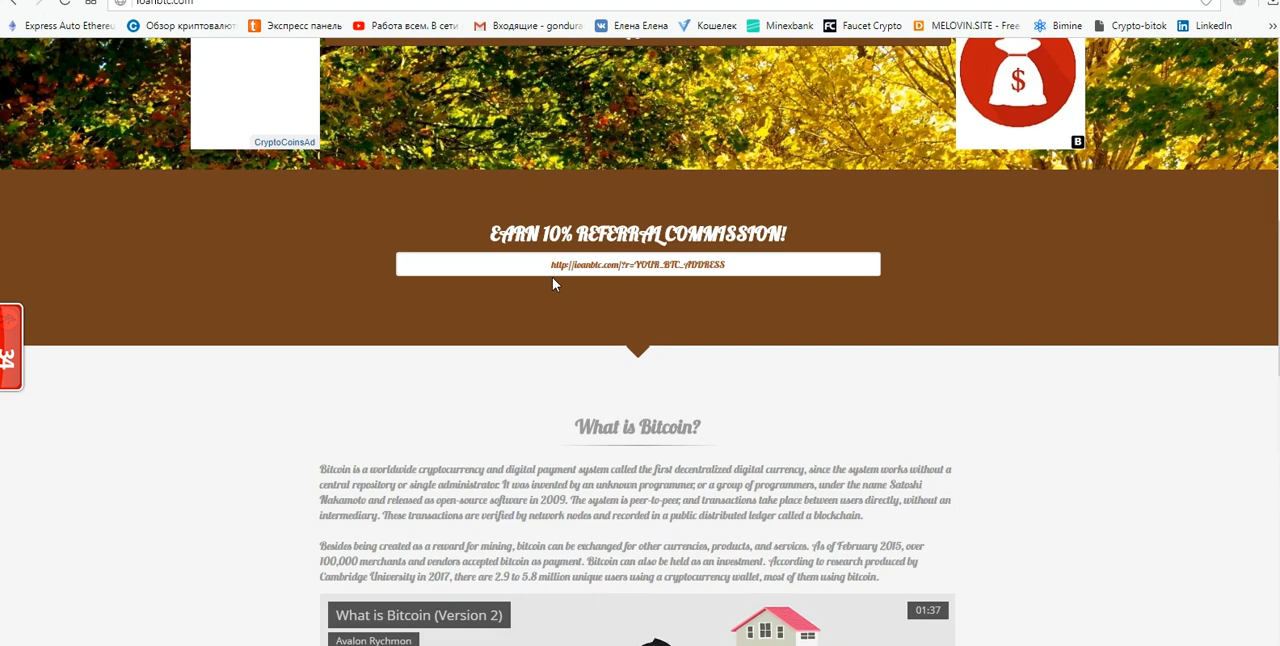 ioanbtc.com
Express Auto Ethereu Обзор криптовалют Экспресс панель Работа всем. В сети Входящие - gondura Елена Елена Кошелек Minexbank Faucet Crypto MELOVIN.SITE - Free Bimine Crypto-bitok LinkedIn »
CryptoCoinsAd
$
B
EARN 10% REFERRAL COMMISSION!
http://ioanbtc.com/?r=YOUR_BTC_ADDRESS
34
What is Bitcoin?
Bitcoin is a worldwide cryptocurrency and digital payment system called the first decentralized digital currency, since the system works without a
central repository or single administrator. It was invented by an unknown programmer, or a group of programmers, under the name Satoshi
Nakamoto and released as open-source software in 2009. The system is peer-to-peer, and transactions take place between users directly, without an
intermediary. These transactions are verified by network nodes and recorded in a public distributed ledger called a blockchain.
Besides being created as a reward for mining, bitcoin can be exchanged for other currencies, products, and services. As of February 2015, over
100,000 merchants and vendors accepted bitcoin as payment. Bitcoin can also be held as an investment. According to research produced by
Cambridge University in 2017, there are 2.9 to 5.8 million unique users using a cryptocurrency wallet, most of them using bitcoin.
What is Bitcoin (Version 2)
01:37
Avalon Rychmon